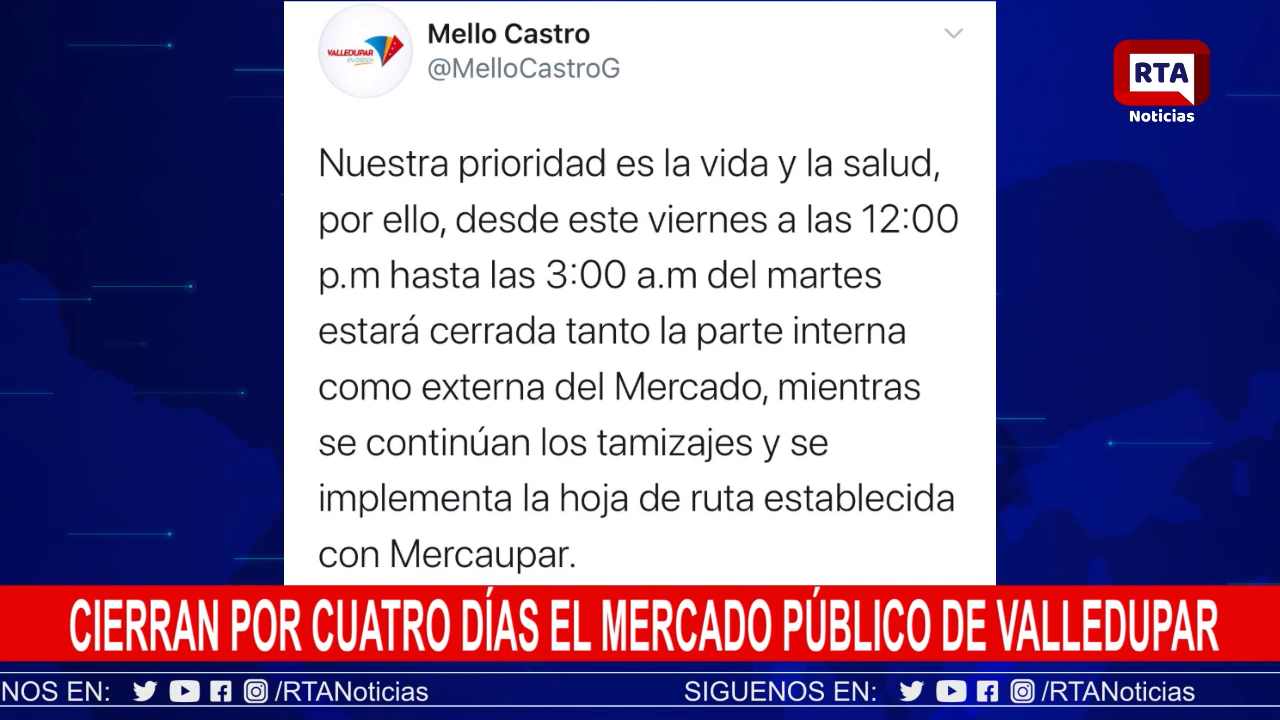 VALLEDUPAR
EN ORDEN
Mello Castro
@MelloCastroG
RTA
Noticias
Nuestra prioridad es la vida y la salud,
por ello, desde este viernes a las 12:00
p.m hasta las 3:00 a.m del martes
estará cerrada tanto la parte interna
como externa del Mercado, mientras
se continúan los tamizajes y se
implementa la hoja de ruta establecida
con Mercaupar.
CIERRAN POR CUATRO DÍAS EL MERCADO PÚBLICO DE VALLEDUPAR
NOS EN: /RTANoticias SIGUENOS EN: /RTANoticias